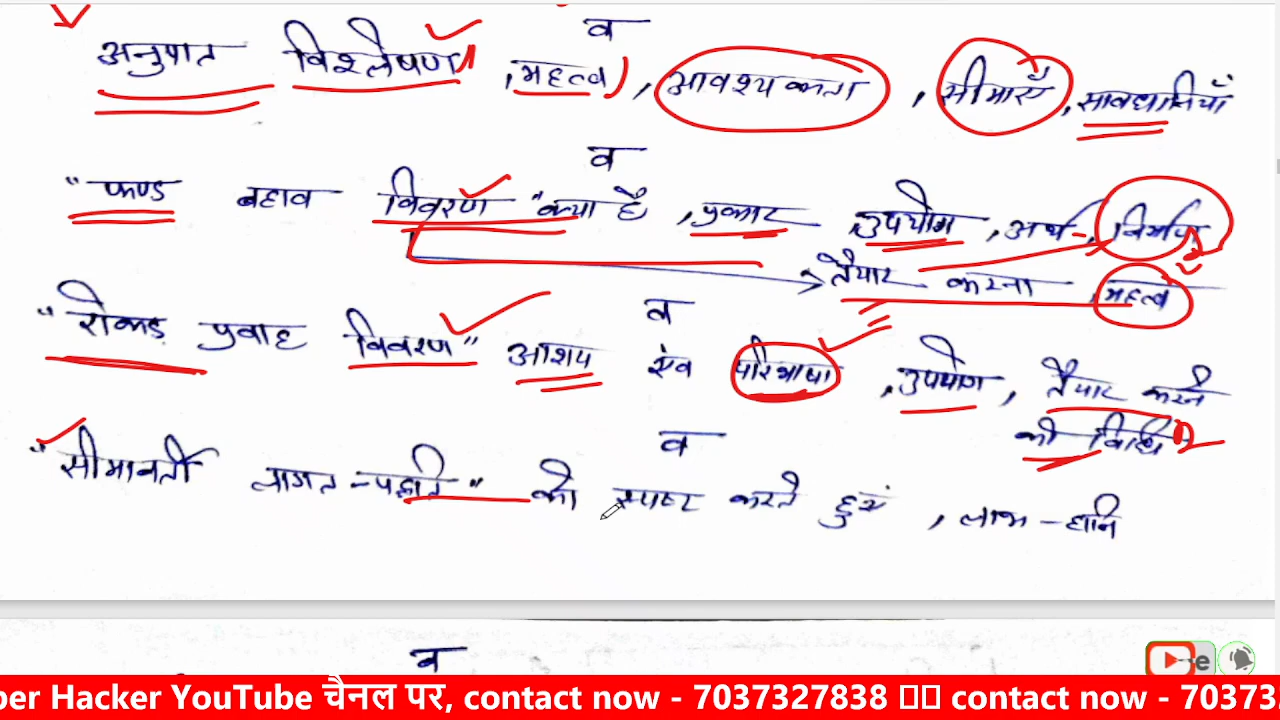 व
अनुपात विश्लेषण, महत्व, आवश्यकता, सीमाएँ, सावधानियाँ
व
"फण्ड बहाव विवरण" क्या है, प्रकार, उपयोग, अर्थ, निर्माण
तैयार करना, महत्व
व
"रोकड प्रवाह विवरण" आशय एंव परिभाषा, उपयोग, तैयार करने
की विधि
व
"सीमावर्ती लागत-पद्धति" को स्पष्ट करते हुए, लाभ-हानि
व
e
per Hacker YouTube चैनल पर, contact now - 7037327838 contact now - 70373